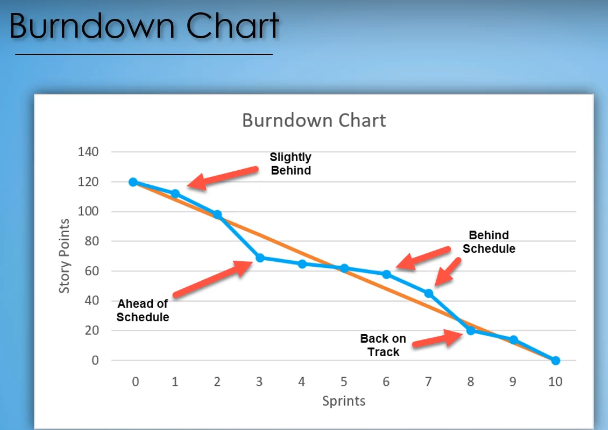 Burndown Chart
Burndown Chart
140
120
100
80
60
40
20
0
Story Points
Slightly
Behind
Behind
Schedule
Ahead of
Schedule
Back on
Track
0 1 2 3 4 5 6 7 8 9 10
Sprints